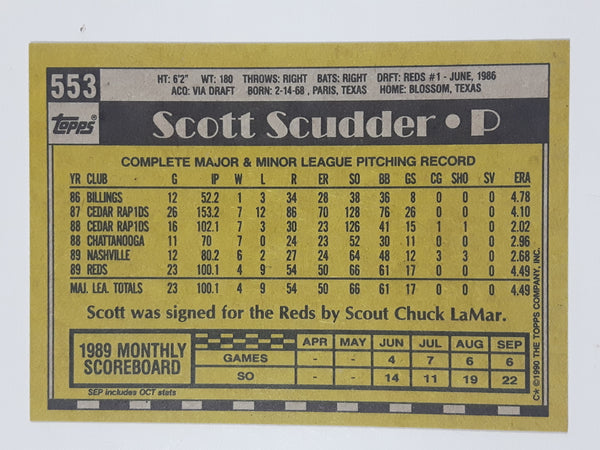 553
HT: 6'2" WT: 180 THROWS: RIGHT BATS: RIGHT DRFT: REDS #1 - JUNE, 1986
ACQ: VIA DRAFT BORN: 2-14-68 , PARIS, TEXAS HOME: BLOSSOM, TEXAS
Topps
Scott Scudder • P
COMPLETE MAJOR & MINOR LEAGUE PITCHING RECORD
YR CLUB G IP W L R ER SO BB GS CG SHO SV ERA
86 BILLINGS 12 52.2 1 3 34 28 38 36 8 0 0 0 4.78
87 CEDAR RAP1DS 26 153.2 7 12 86 70 128 76 26 0 0 0 4.10
88 CEDAR RAP1DS 16 102.1 7 3 30 23 126 41 15 1 1 0 2.02
88 CHATTANOOGA 11 70 7 0 24 23 52 30 11 0 0 0 2.96
89 NASHVILLE 12 80.2 6 2 27 24 64 48 12 3 3 0 2.68
89 REDS 23 100.1 4 9 54 50 66 61 17 0 0 0 4.49
MAJ. LEA. TOTALS 23 100.1 4 9 54 50 66 61 17 0 0 0 4.49
Scott was signed for the Reds by Scout Chuck LaMar.
1989 MONTHLY SCOREBOARD
APR MAY JUN JUL AUG SEP
GAMES - - 4 7 6 6
SO - - 14 11 19 22
SEP includes OCT stats
C* © 1990 THE TOPPS COMPANY, INC.